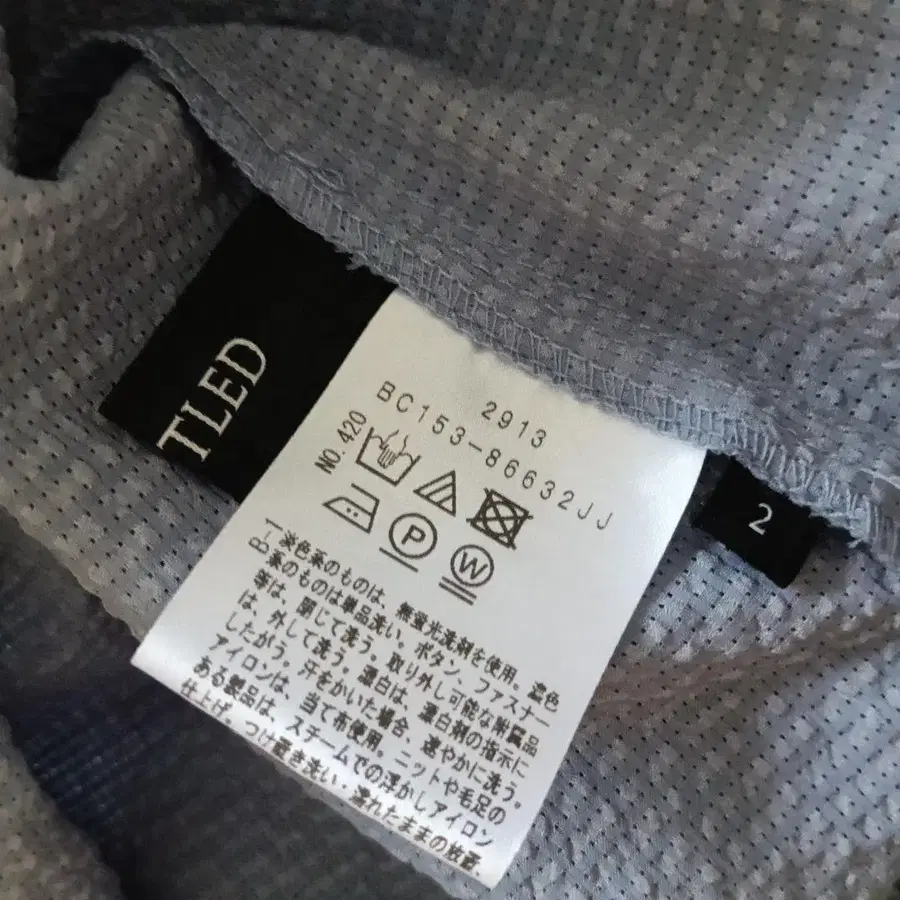 TLED
2913
BC153-86632JJ
NO.420
P
W
2
淡色系のものは、無蛍光洗剤を使用。濃色
系のものは単品洗い。ボタン、ファスナー
等は、閉じて洗う。取り外し可能な附属品
は、外して洗う。漂白は、漂白剤の指示に
したがう。汗をかいた場合、速やかに洗う。
アイロンは、当て布使用。ニットや毛足の
ある製品は、スチームでの浮かしアイロン
仕上げ。つけ置き洗い・濡れたままの放置